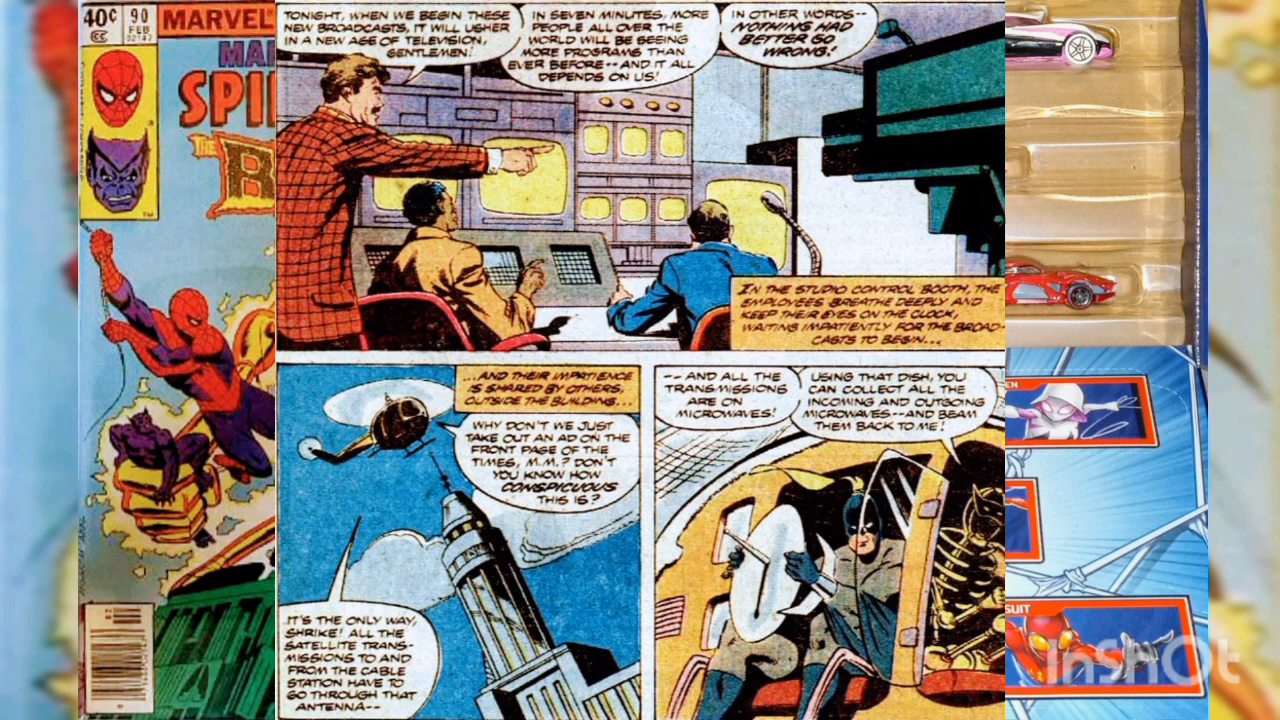 40¢
CC
90
FEB
02147
MARVEL
MAR
SPI
THE
B
TONIGHT, WHEN WE BEGIN THESE
NEW BROADCASTS, IT WILL USHER
IN A NEW AGE OF TELEVISION,
GENTLEMEN!
IN SEVEN MINUTES, MORE
PEOPLE ALL OVER THE
WORLD WILL BE SEEING
MORE PROGRAMS THAN
EVER BEFORE--AND IT ALL
DEPENDS ON US!
IN OTHER WORDS--
NOTHING HAD
BETTER GO
WRONG!
IN THE STUDIO CONTROL BOOTH, THE
EMPLOYEES BREATHE DEEPLY AND
KEEP THEIR EYES ON THE CLOCK,
WAITING IMPATIENTLY FOR THE BROAD-
CASTS TO BEGIN...
...AND THEIR IMPATIENCE
IS SHARED BY OTHERS,
OUTSIDE THE BUILDING...
WHY DON'T WE JUST
TAKE OUT AN AD ON THE
FRONT PAGE OF THE
TIMES, M.M.? DON'T
YOU KNOW HOW
CONSPICUOUS
THIS IS?
IT'S THE ONLY WAY,
SHRIKE! ALL THE
SATELLITE TRANS-
MISSIONS TO AND
FROM THE CABLE
STATION HAVE TO
GO THROUGH THAT
ANTENNA--
--AND ALL THE
TRANSMISSIONS
ARE ON
MICROWAVES!
USING THAT DISH, YOU
CAN COLLECT ALL THE
INCOMING AND OUTGOING
MICROWAVES--AND BEAM
THEM BACK TO ME!
EN
SUIT
InShOt